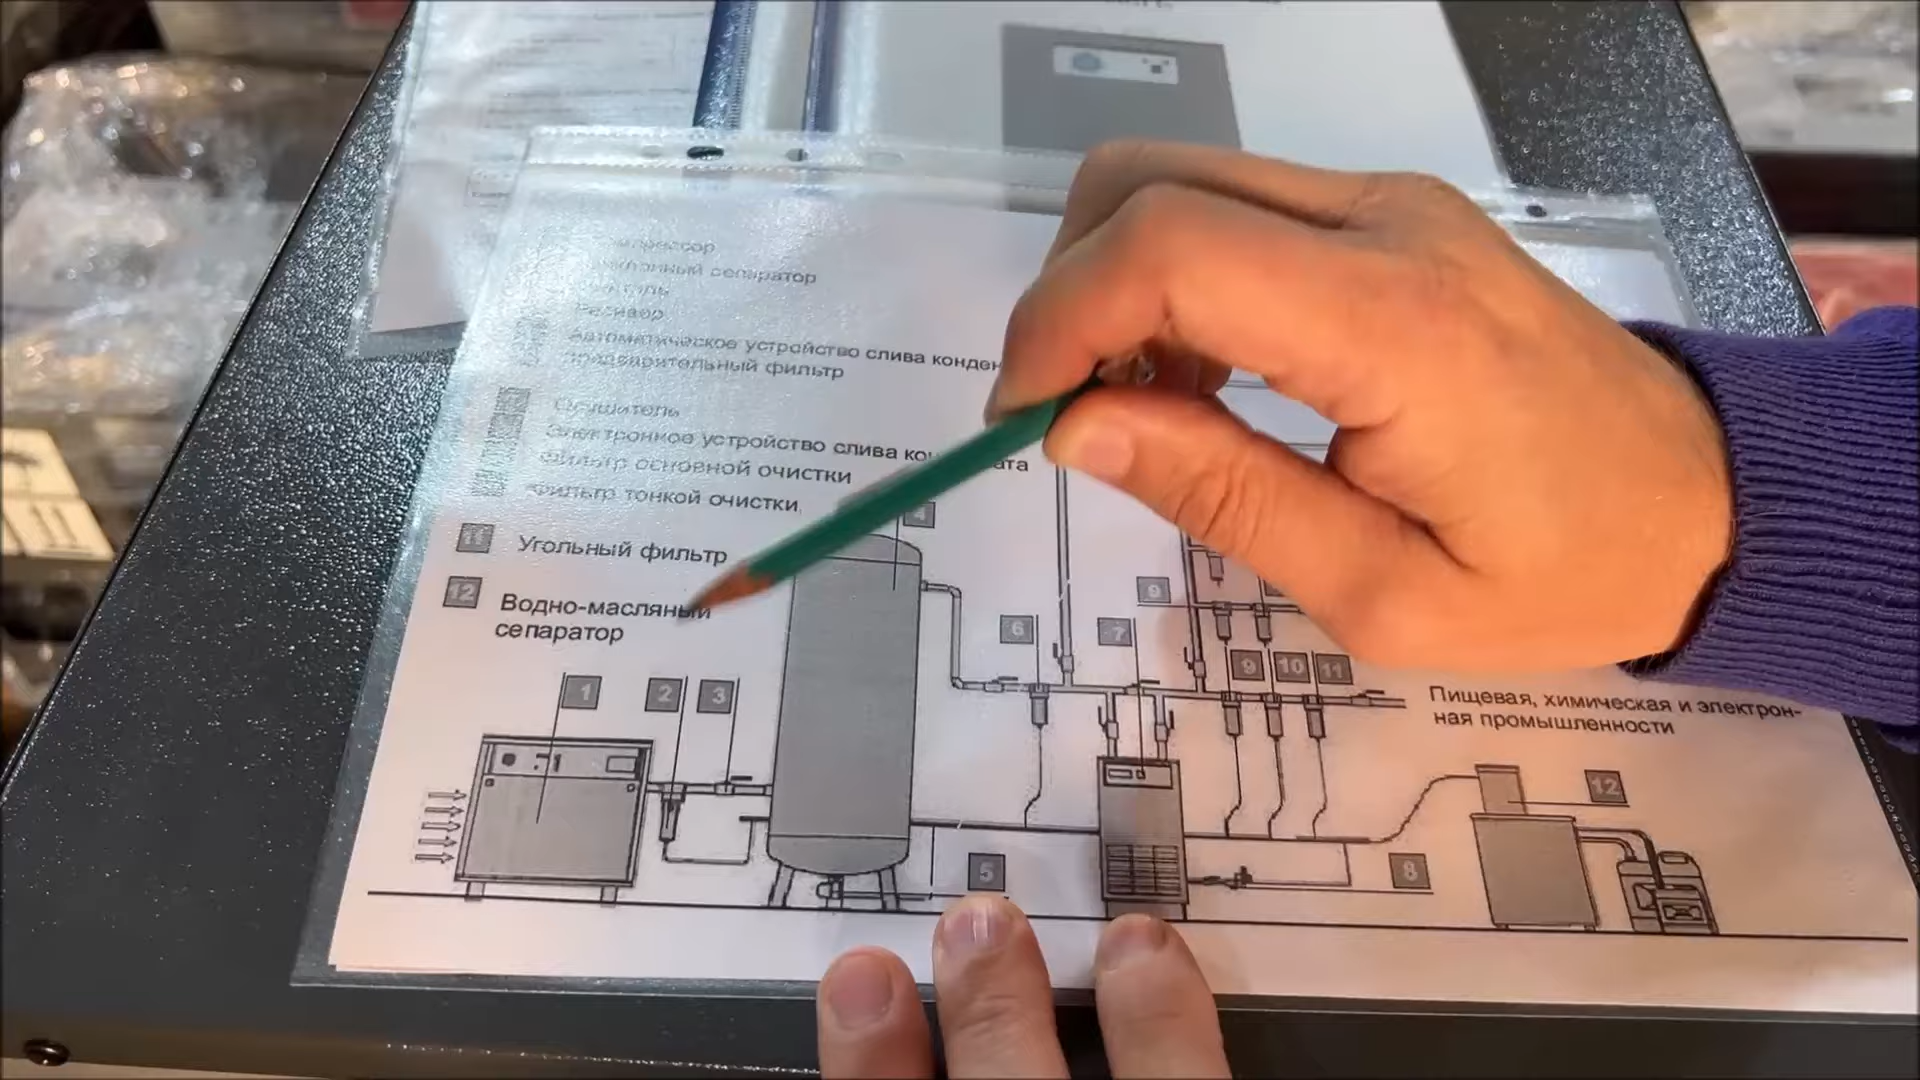 сепаратор
Ресивер
Автоматическое устройство слива конден
предварительный фильтр
Осушитель
Электронное устройство слива кон ата
Фильтр основной очистки
Фильтр тонкой очистки
11 Угольный фильтр
12 Водно-масляный
сепаратор
4
9
6 7
1 2 3
9 10 11
Пищевая, химическая и электрон-
ная промышленности
12
5 8